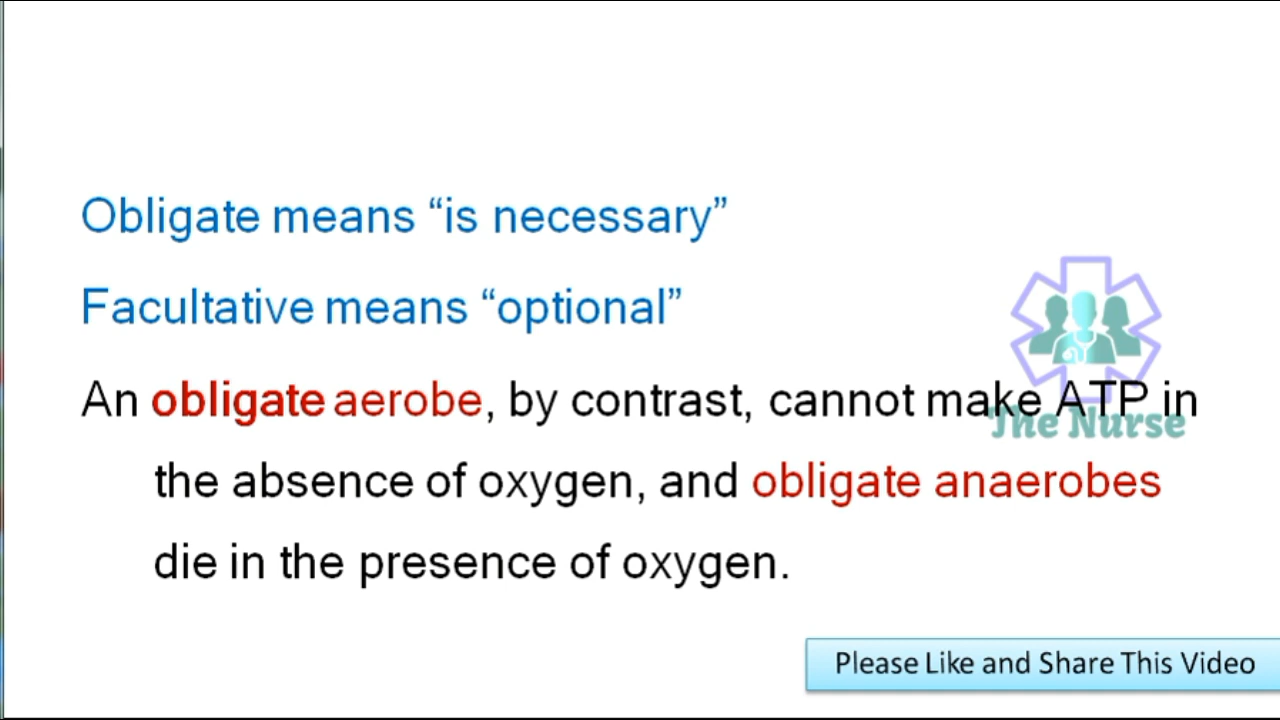 Obligate means “is necessary”
Facultative means “optional”
An obligate aerobe, by contrast, cannot make ATP in
The Nurse
the absence of oxygen, and obligate anaerobes
die in the presence of oxygen.
Please Like and Share This Video